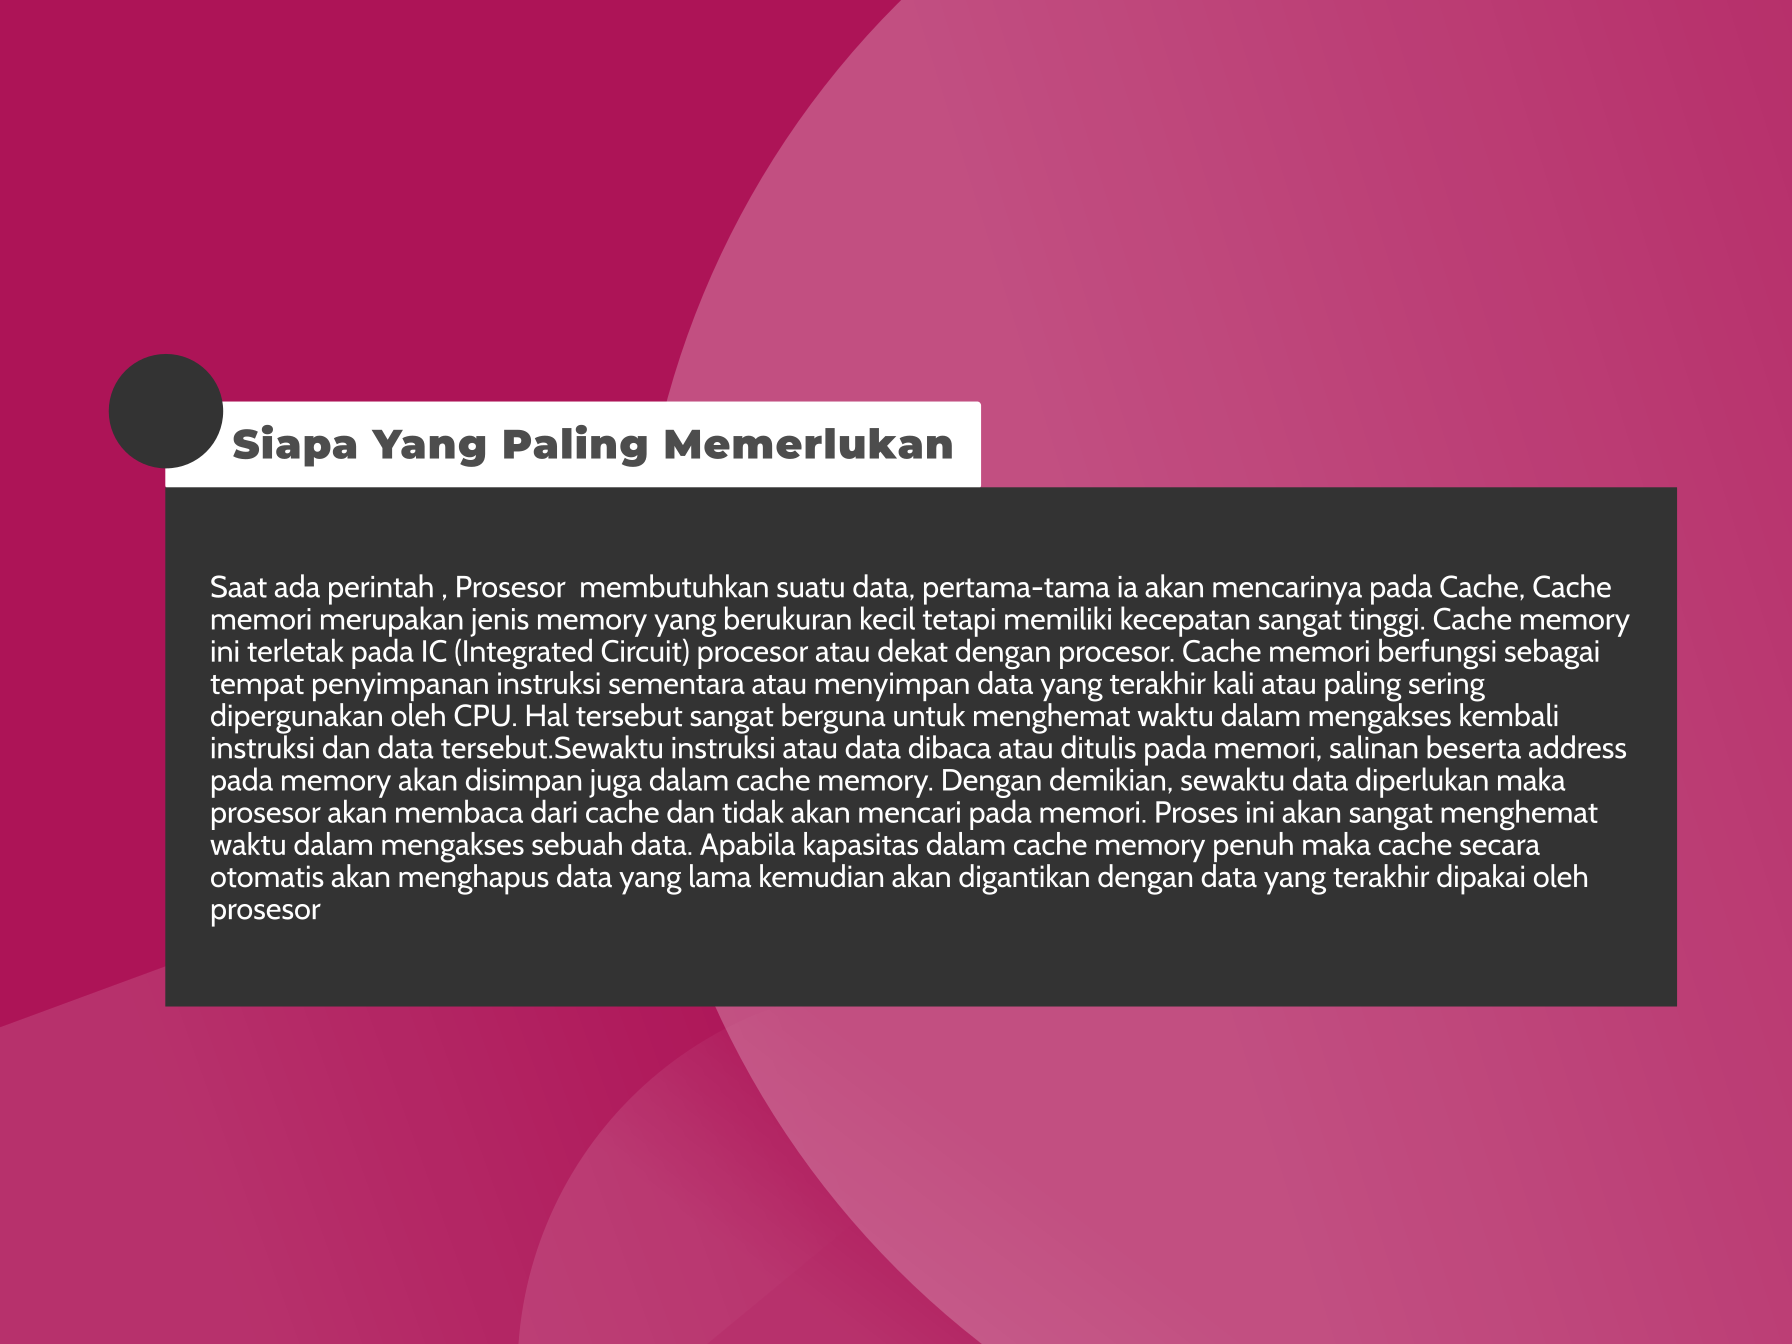 Siapa Yang Paling Memerlukan
Saat ada perintah , Prosesor  membutuhkan suatu data, pertama-tama ia akan mencarinya pada Cache, Cache
memori merupakan jenis memory yang berukuran kecil tetapi memiliki kecepatan sangat tinggi. Cache memory
ini terletak pada IC (Integrated Circuit) procesor atau dekat dengan procesor. Cache memori berfungsi sebagai
tempat penyimpanan instruksi sementara atau menyimpan data yang terakhir kali atau paling sering
dipergunakan oleh CPU. Hal tersebut sangat berguna untuk menghemat waktu dalam mengakses kembali
instruksi dan data tersebut.Sewaktu instruksi atau data dibaca atau ditulis pada memori, salinan beserta address
pada memory akan disimpan juga dalam cache memory. Dengan demikian, sewaktu data diperlukan maka
prosesor akan membaca dari cache dan tidak akan mencari pada memori. Proses ini akan sangat menghemat
waktu dalam mengakses sebuah data. Apabila kapasitas dalam cache memory penuh maka cache secara
otomatis akan menghapus data yang lama kemudian akan digantikan dengan data yang terakhir dipakai oleh
prosesor